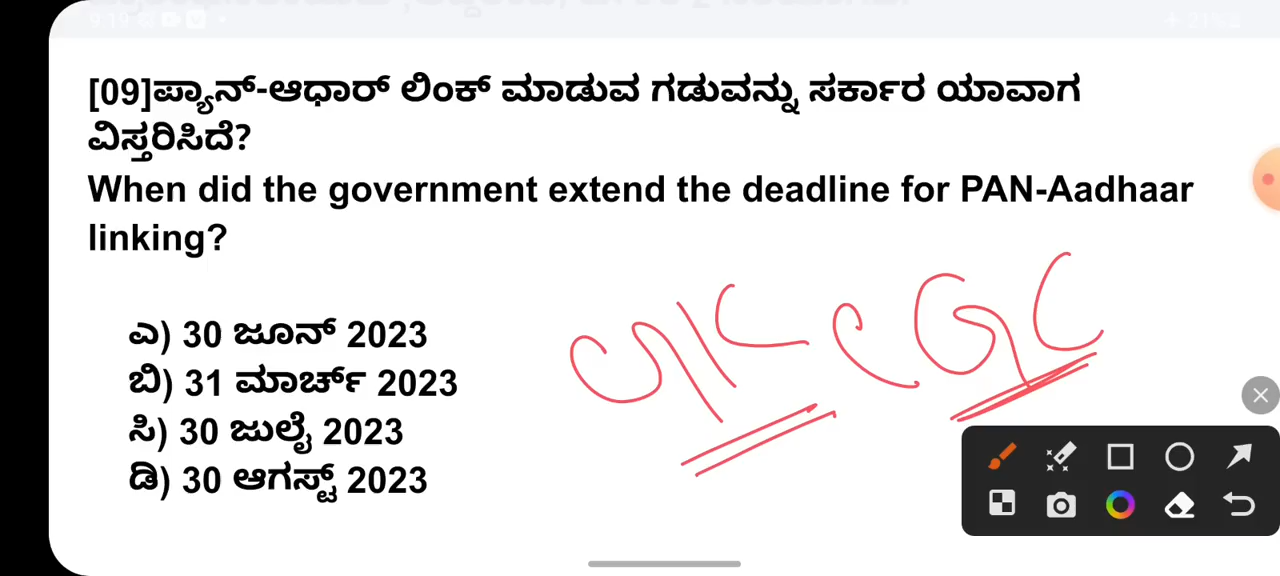 [09]ಪ್ಯಾನ್-ಆಧಾರ್ ಲಿಂಕ್ ಮಾಡುವ ಗಡುವನ್ನು ಸರ್ಕಾರ ಯಾವಾಗ
ವಿಸ್ತರಿಸಿದೆ?
When did the government extend the deadline for PAN-Aadhaar
linking?
ಎ) 30 ಜೂನ್ 2023
ಬಿ) 31 ಮಾರ್ಚ್ 2023
ಸಿ) 30 ಜುಲೈ 2023
ಡಿ) 30 ಆಗಸ್ಟ್ 2023